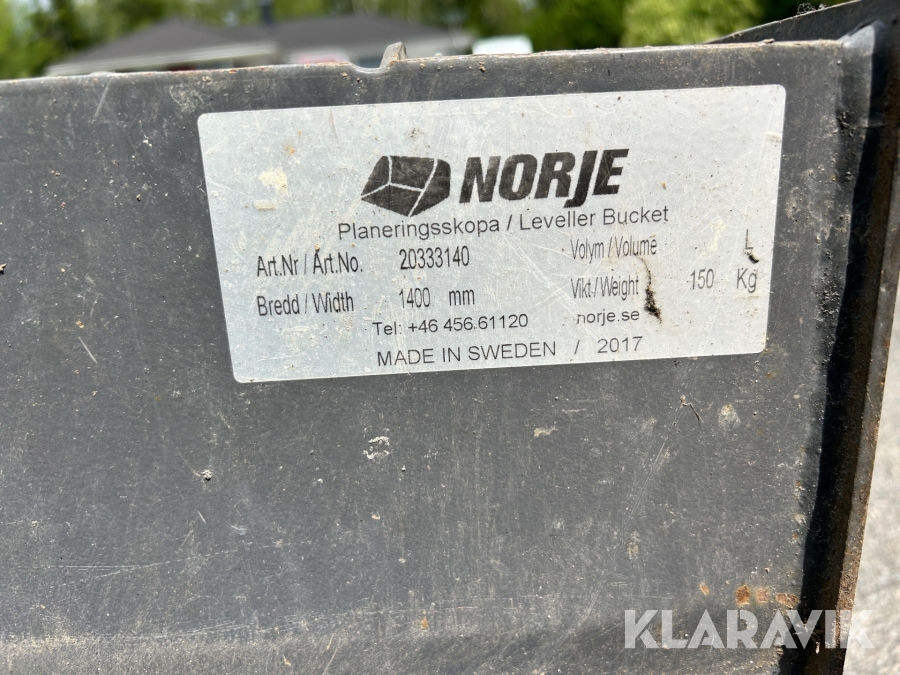 NORJE
Planeringsskopa / Leveller Bucket
Art.Nr / Art.No. 20333140 Volym / Volume L
Bredd / Width 1400 mm Vikt / Weight 150 Kg
Tel: +46 456.61120 norje.se
MADE IN SWEDEN / 2017
KLARAVIK